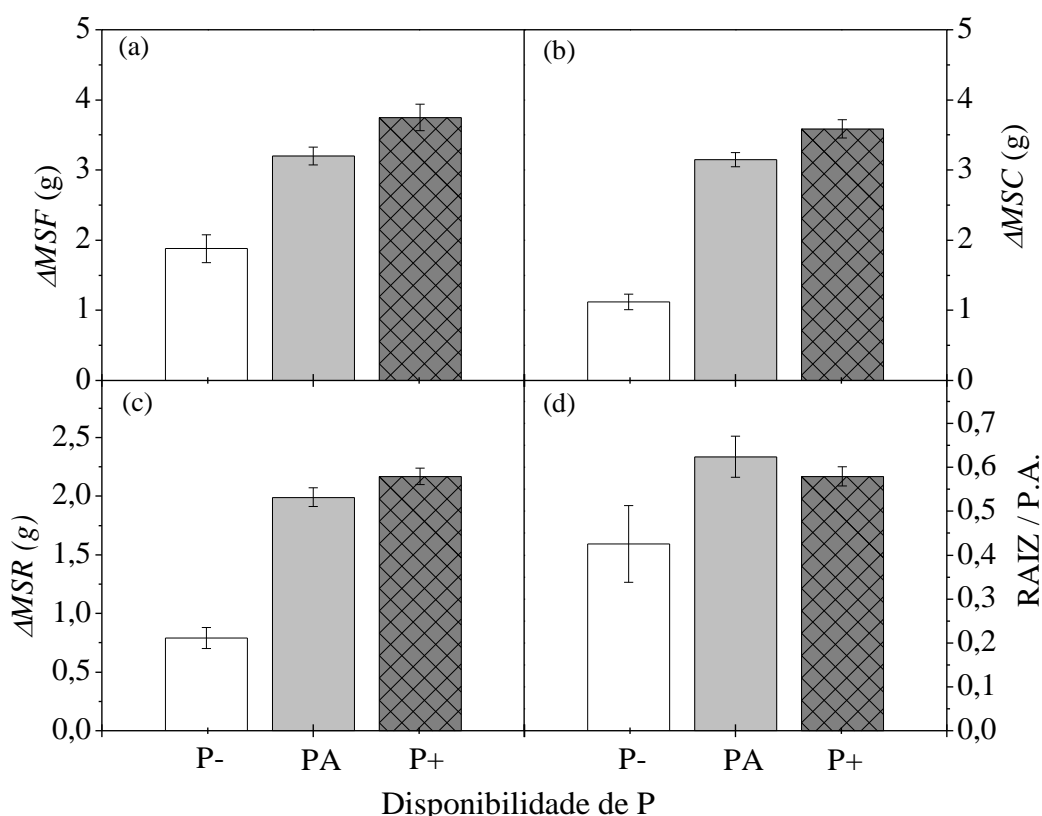 (a)
(b)
5
4
3
2
1
0
ΔMSF (g)
5
4
3
2
1
0
ΔMSC (g)
(c)
(d)
2,5
2,0
1,5
1,0
0,5
0,0
ΔMSR (g)
0,7
0,6
0,5
0,4
0,3
0,2
0,1
0,0
RAIZ / P.A.
P- PA P+
P- PA P+
Disponibilidade de P